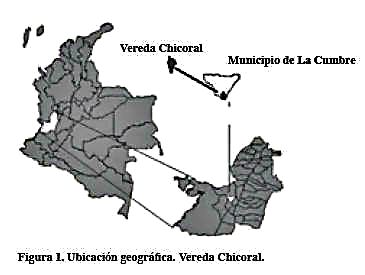 Vereda Chicoral
Municipio de La Cumbre
Figura 1. Ubicación geográfica. Vereda Chicoral.